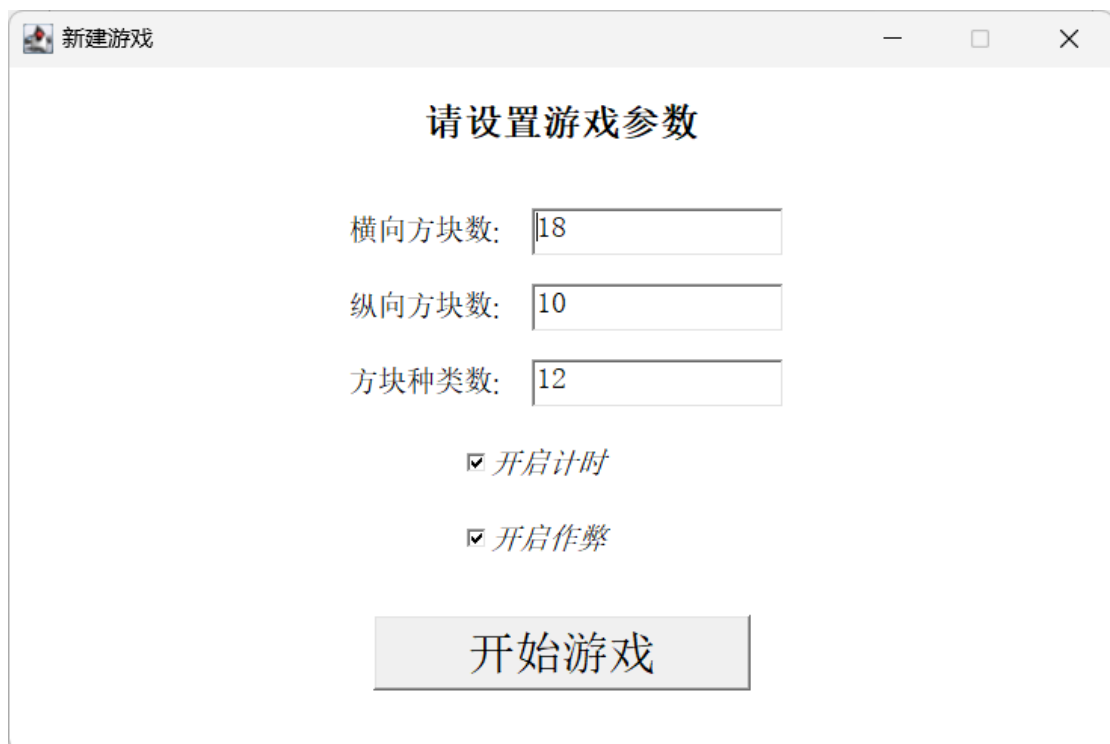 新建游戏
请设置游戏参数
横向方块数: 18
纵向方块数: 10
方块种类数: 12
开启计时
开启作弊
开始游戏